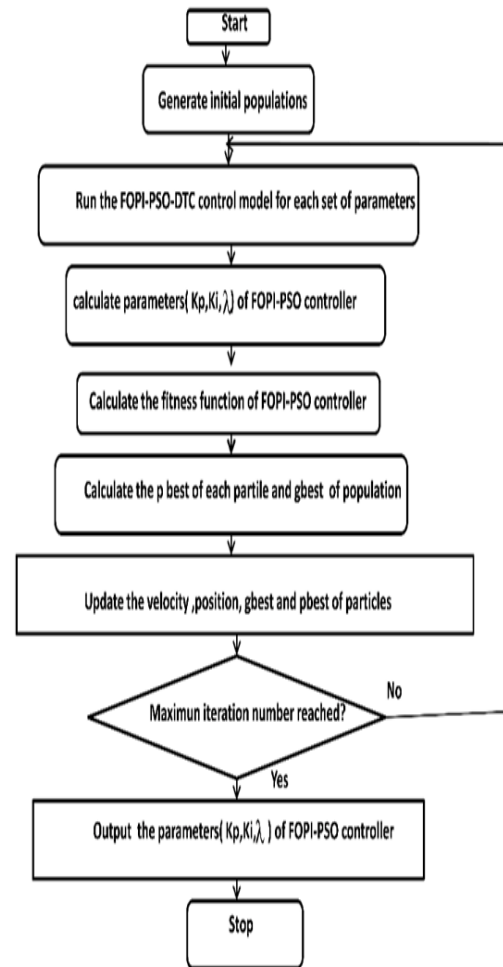 Start
Generate initial populations
Run the FOPI-PSO-DTC control model for each set of parameters
calculate parameters( Kp,Ki,λ) of FOPI-PSO controller
Calculate the fitness function of FOPI-PSO controller
Calculate the p best of each partile and gbest of population
Update the velocity ,position, gbest and pbest of particles
Maximun iteration number reached?
No
Yes
Output the parameters( Kp,Ki,λ ) of FOPI-PSO controller
Stop